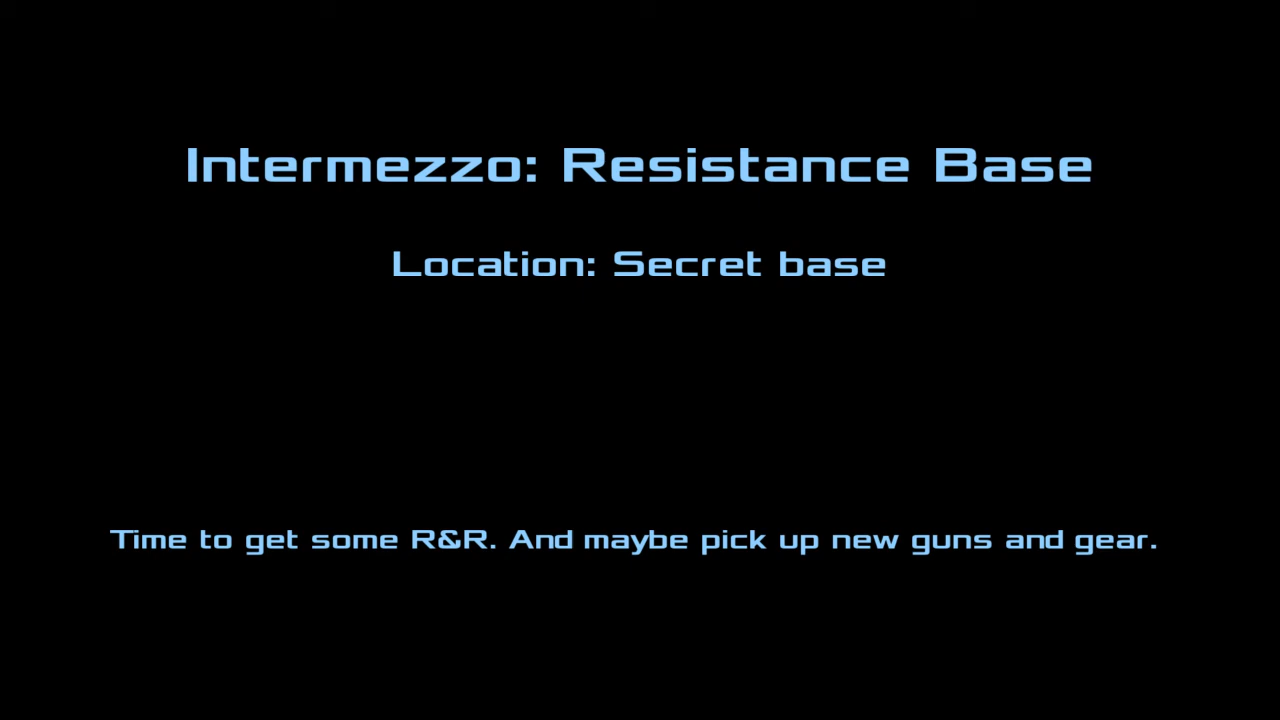 Intermezzo: Resistance Base
Location: Secret base
Time to get some R&R. And maybe pick up new guns and gear.